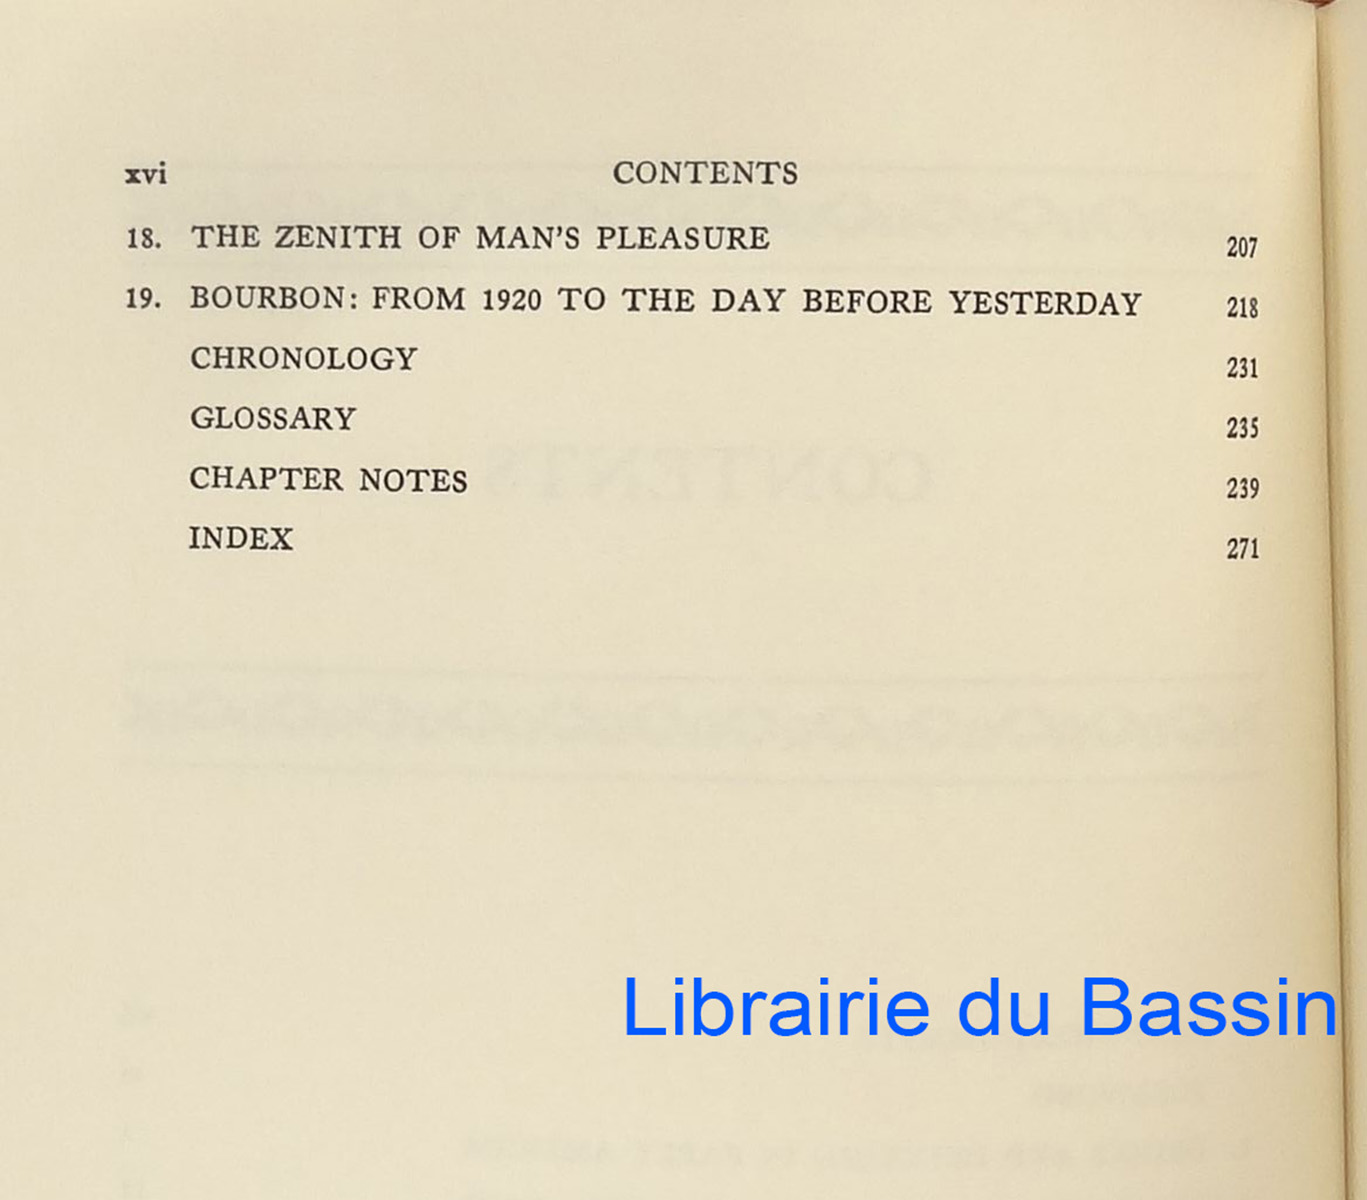 xvi CONTENTS
18. THE ZENITH OF MAN'S PLEASURE 207
19. BOURBON: FROM 1920 TO THE DAY BEFORE YESTERDAY 218
CHRONOLOGY 231
GLOSSARY 235
CHAPTER NOTES 239
INDEX 271
CONTENTS
Librairie du Bassin